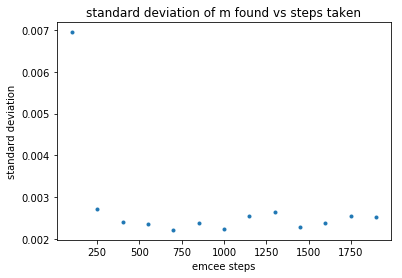 standard deviation of m found vs steps taken
0.007
0.006
0.005
0.004
0.003
0.002
standard deviation
250 500 750 1000 1250 1500 1750
emcee steps